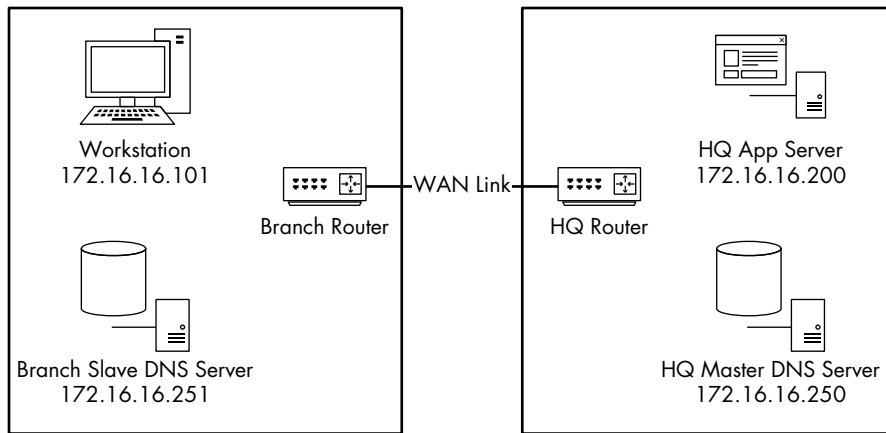 Workstation
172.16.16.101
Branch Router
WAN Link
HQ Router
HQ App Server
172.16.16.200
Branch Slave DNS Server
172.16.16.251
HQ Master DNS Server
172.16.16.250